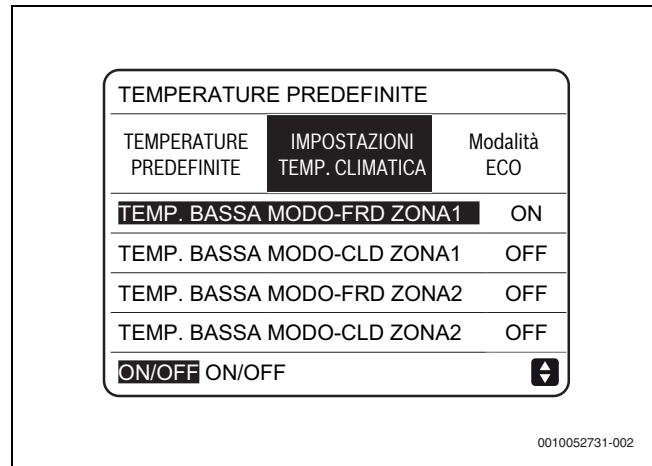 TEMPERATURE PREDEFINITE
TEMPERATURE PREDEFINITE
IMPOSTAZIONI TEMP. CLIMATICA
Modalità ECO
TEMP. BASSA MODO-FRD ZONA1 ON
TEMP. BASSA MODO-CLD ZONA1 OFF
TEMP. BASSA MODO-FRD ZONA2 OFF
TEMP. BASSA MODO-CLD ZONA2 OFF
ON/OFF ON/OFF
0010052731-002